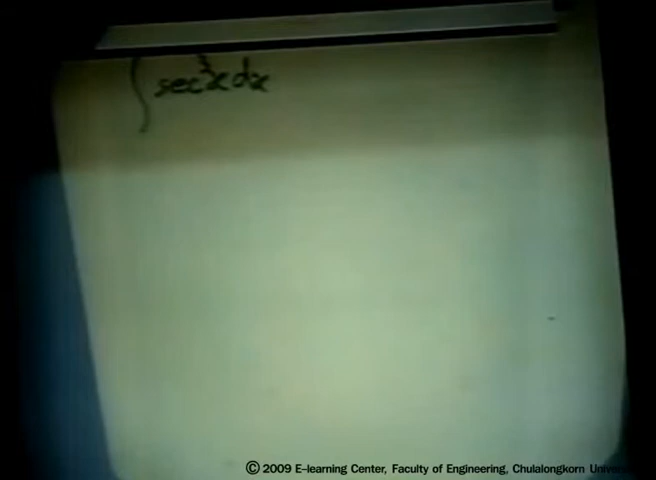 ∫ sec³x dx
© 2009 E-learning Center, Faculty of Engineering, Chulalongkorn Univers